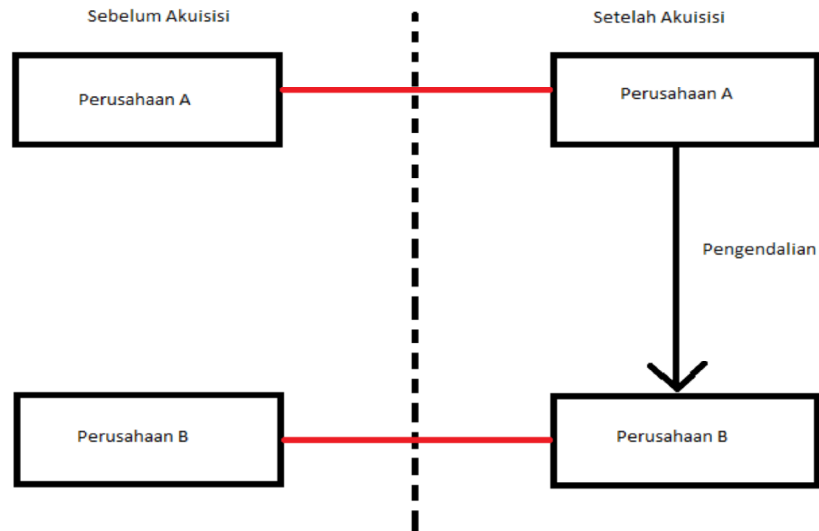 Sebelum Akuisisi
Setelah Akuisisi
Perusahaan A
Perusahaan A
Pengendalian
Perusahaan B
Perusahaan B